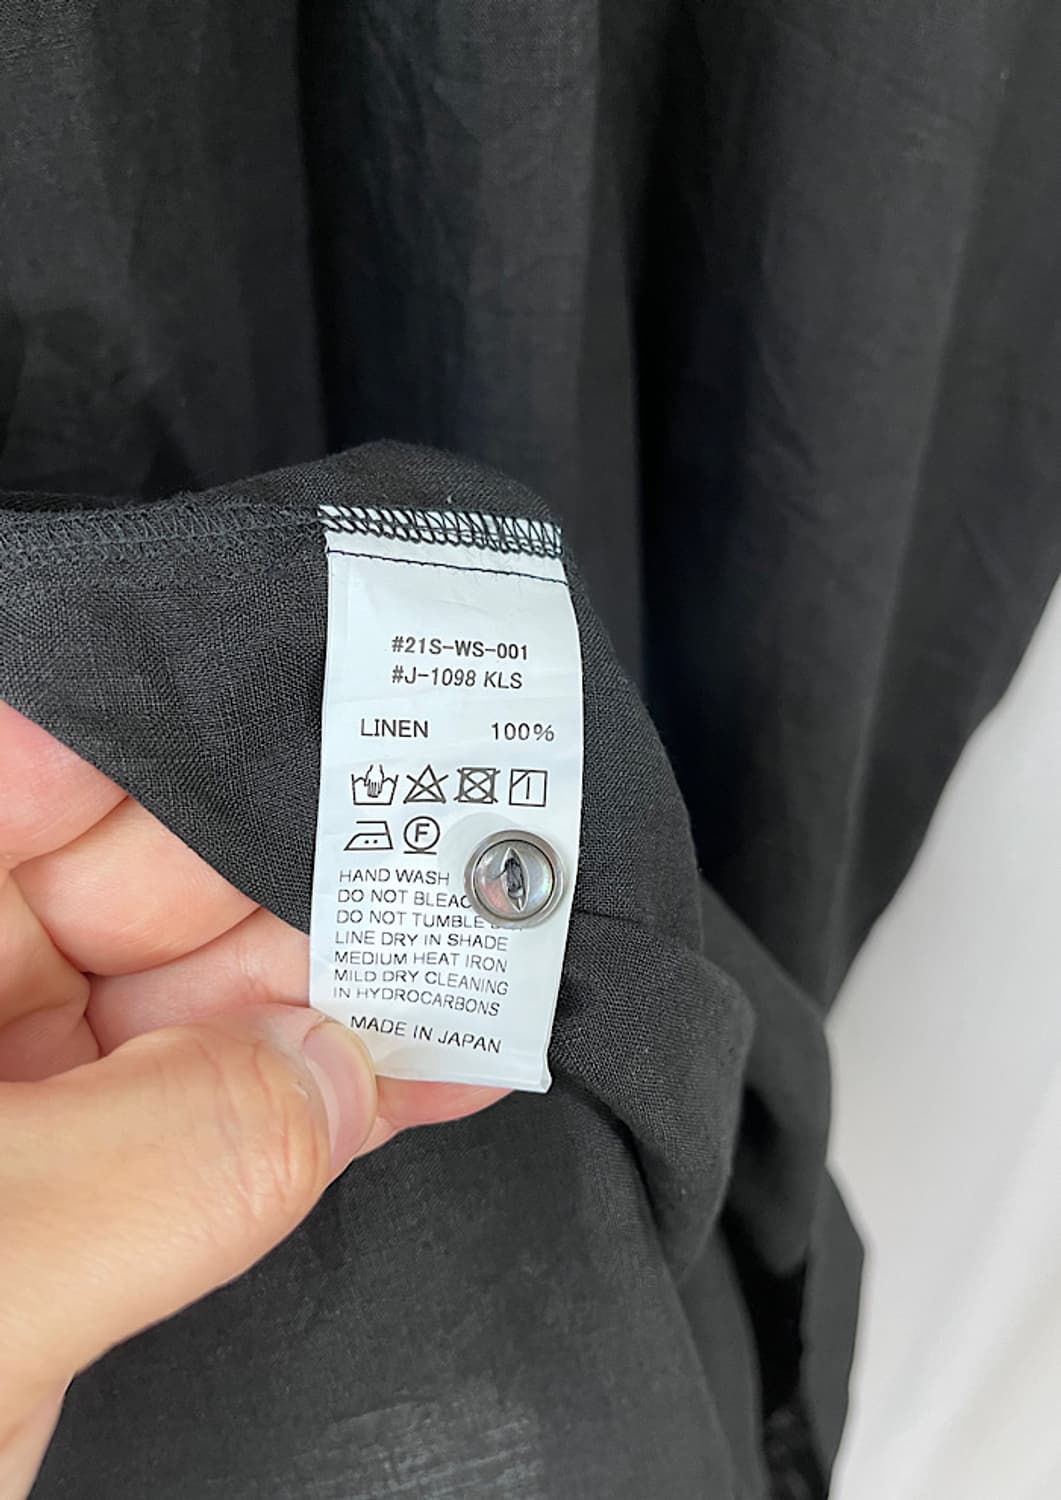 #21S-WS-001
#J-1098 KLS
LINEN 100%
F
HAND WASH
DO NOT
DO NOT TUMBLE
LINE DRY IN SHADE
MEDIUM HEAT IRON
MILD DRY CLEANING
IN HYDROCARBONS
MADE IN JAPAN